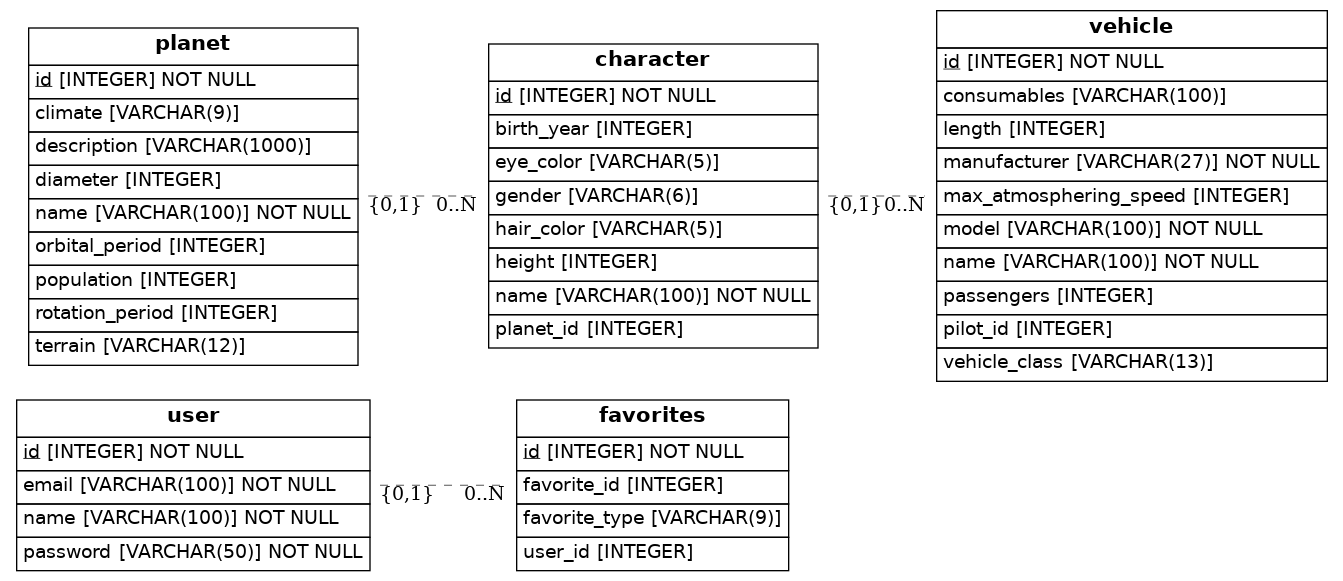 planet
id [INTEGER] NOT NULL
climate [VARCHAR(9)]
description [VARCHAR(1000)]
diameter [INTEGER]
name [VARCHAR(100)] NOT NULL
orbital_period [INTEGER]
population [INTEGER]
rotation_period [INTEGER]
terrain [VARCHAR(12)]
{0,1} 0..N
character
id [INTEGER] NOT NULL
birth_year [INTEGER]
eye_color [VARCHAR(5)]
gender [VARCHAR(6)]
hair_color [VARCHAR(5)]
height [INTEGER]
name [VARCHAR(100)] NOT NULL
planet_id [INTEGER]
{0,1} 0..N
vehicle
id [INTEGER] NOT NULL
consumables [VARCHAR(100)]
length [INTEGER]
manufacturer [VARCHAR(27)] NOT NULL
max_atmosphering_speed [INTEGER]
model [VARCHAR(100)] NOT NULL
name [VARCHAR(100)] NOT NULL
passengers [INTEGER]
pilot_id [INTEGER]
vehicle_class [VARCHAR(13)]
user
id [INTEGER] NOT NULL
email [VARCHAR(100)] NOT NULL
name [VARCHAR(100)] NOT NULL
password [VARCHAR(50)] NOT NULL
{0,1} 0..N
favorites
id [INTEGER] NOT NULL
favorite_id [INTEGER]
favorite_type [VARCHAR(9)]
user_id [INTEGER]